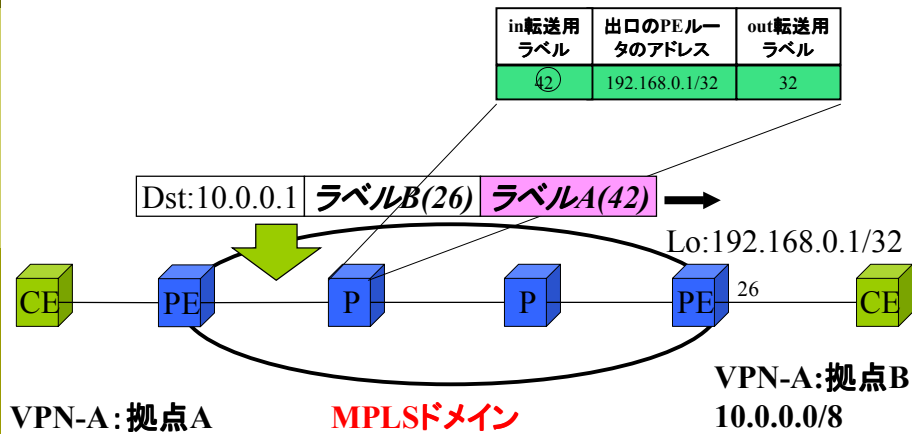 in転送用
ラベル
出口のPEルー
タのアドレス
out転送用
ラベル
42
192.168.0.1/32
32
Dst:10.0.0.1
ラベルB(26)
ラベルA(42)
Lo:192.168.0.1/32
CE
PE
P
P
PE
26
CE
VPN-A:拠点A
MPLSドメイン
VPN-A:拠点B
10.0.0.0/8